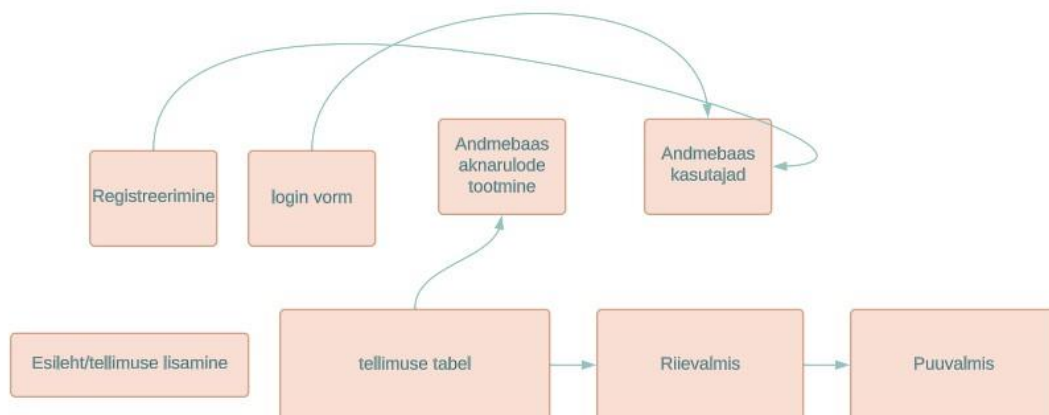 Registreerimine
login vorm
Andmebaas
aknarulode
tootmine
Andmebaas
kasutajad
Esileht/tellimuse lisamine
tellimuse tabel
Riievalmis
Puuvalmis